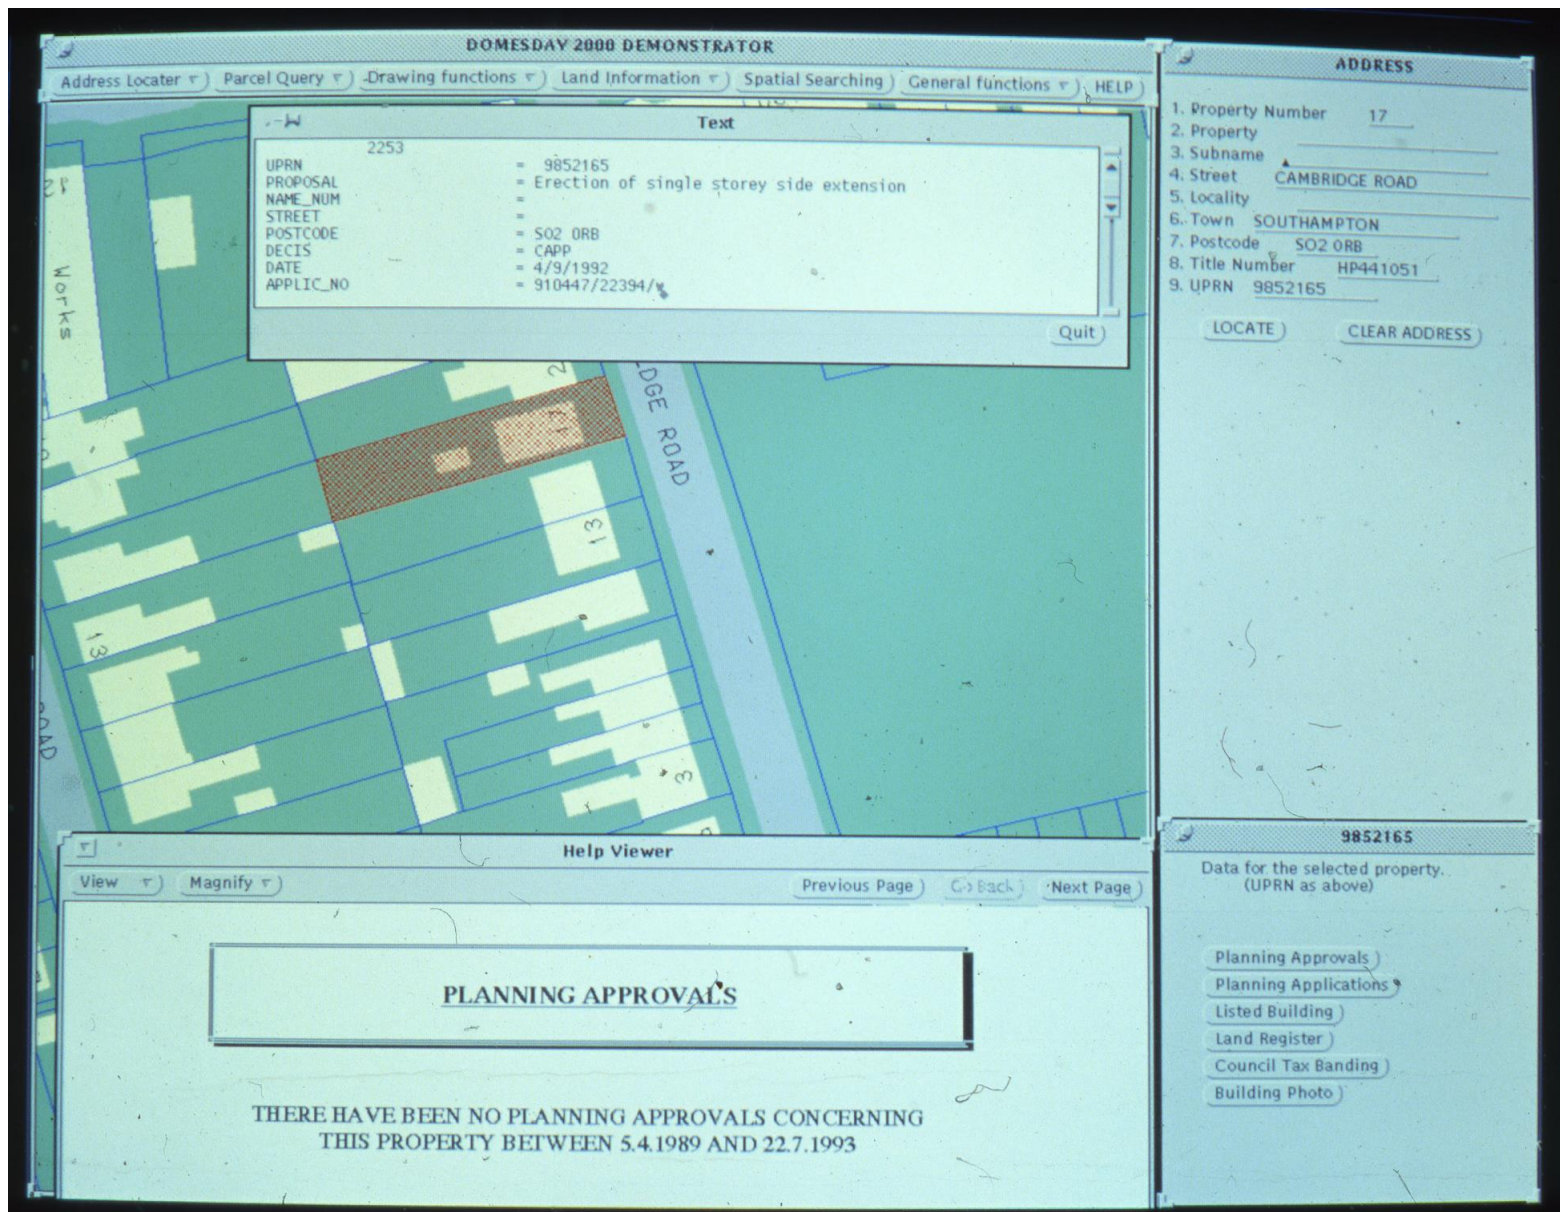 DOMESDAY 2000 DEMONSTRATOR
Address Locater Parcel Query Drawing functions Land Information Spatial Searching General functions HELP
Text
2253
UPRN = 9852165
PROPOSAL = Erection of single storey side extension
NAME_NUM =
STREET =
POSTCODE = SO2 0RB
DECIS = CAPP
DATE = 4/9/1992
APPLIC_NO = 910447/22394/
Quit
ADDRESS
1. Property Number 17
2. Property
3. Subname
4. Street CAMBRIDGE ROAD
5. Locality
6. Town SOUTHAMPTON
7. Postcode SO2 0RB
8. Title Number HP441051
9. UPRN 9852165
LOCATE CLEAR ADDRESS
Works
DGE ROAD
17
13
13
3
OAD
Help Viewer
View Magnify Previous Page Go Back Next Page
PLANNING APPROVALS
THERE HAVE BEEN NO PLANNING APPROVALS CONCERNING
THIS PROPERTY BETWEEN 5.4.1989 AND 22.7.1993
9852165
Data for the selected property.
(UPRN as above)
Planning Approvals
Planning Applications
Listed Building
Land Register
Council Tax Banding
Building Photo